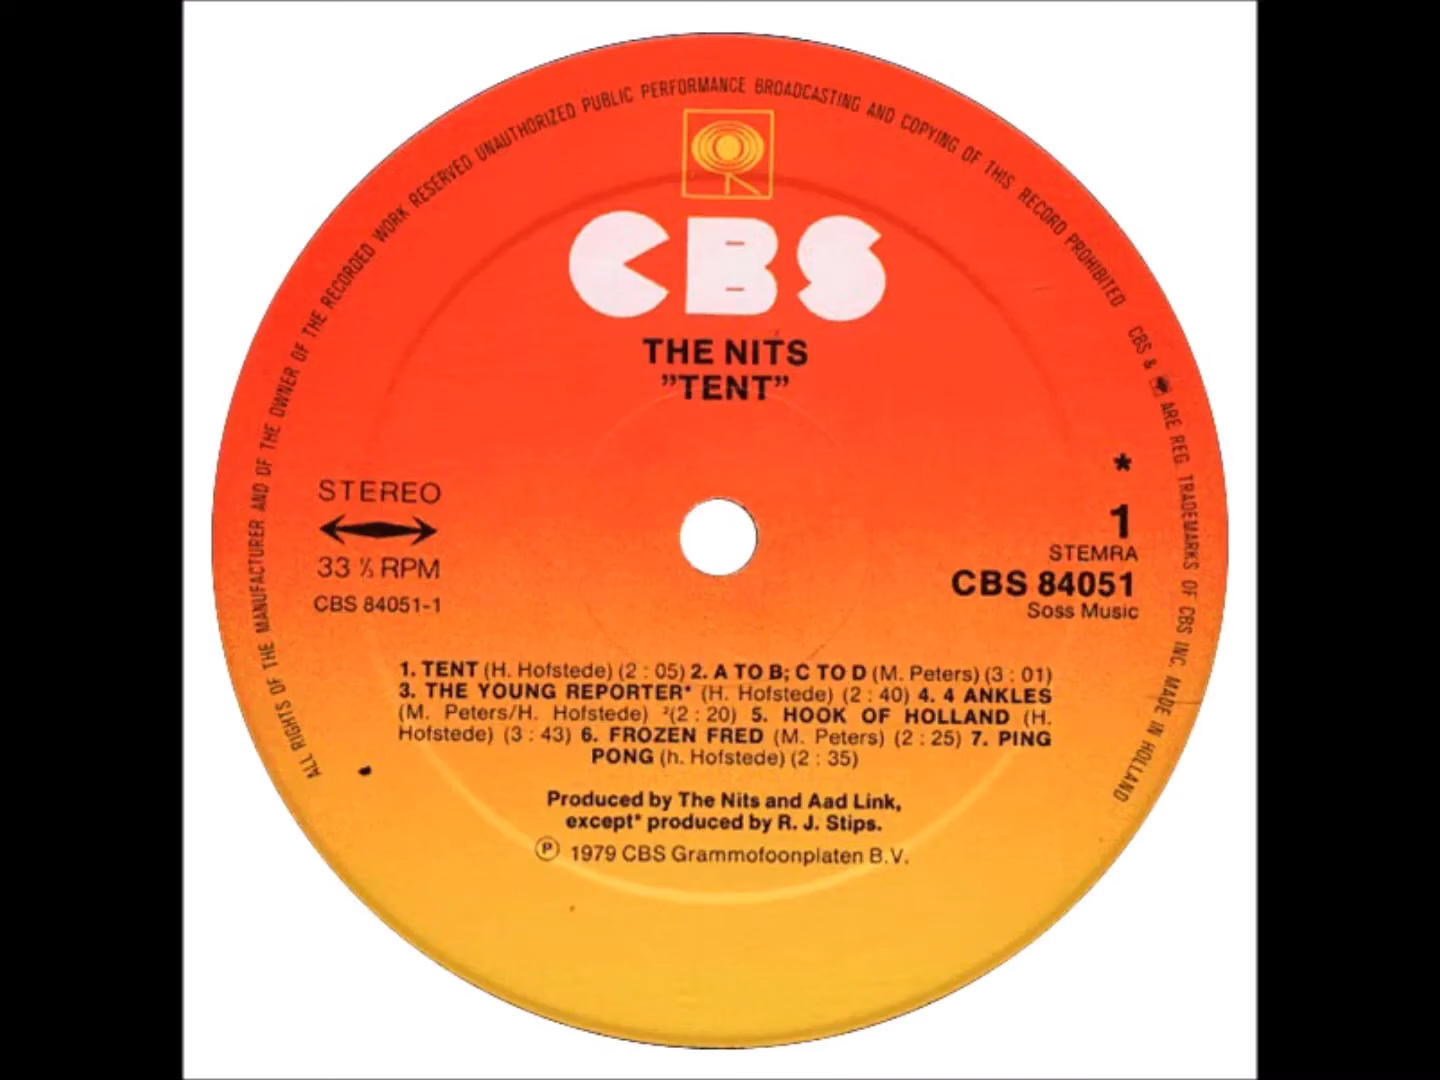 ALL RIGHTS OF THE MANUFACTURER AND OF THE OWNER OF THE RECORDED WORK RESERVED UNAUTHORIZED PUBLIC PERFORMANCE BROADCASTING AND COPYING OF THIS RECORD PROHIBITED CBS & ARE REG. TRADEMARKS OF CBS INC. MADE IN HOLLAND
CBS
THE NITS
”TENT”
STEREO
33 ⅓ RPM
CBS 84051-1
*
1
STEMRA
CBS 84051
Soss Music
1. TENT (H. Hofstede) (2 : 05) 2. A TO B; C TO D (M. Peters) (3 : 01)
3. THE YOUNG REPORTER* (H. Hofstede) (2 : 40) 4. 4 ANKLES
(M. Peters/H. Hofstede) ²(2 : 20) 5. HOOK OF HOLLAND (H.
Hofstede) (3 : 43) 6. FROZEN FRED (M. Peters) (2 : 25) 7. PING
PONG (h. Hofstede) (2 : 35)
Produced by The Nits and Aad Link,
except* produced by R. J. Stips.
Ⓟ 1979 CBS Grammofoonplaten B.V.